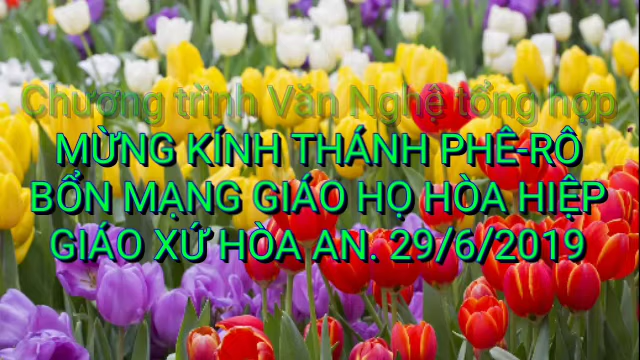 Chương trình Văn Nghệ tổng hợp
MỪNG KÍNH THÁNH PHÊ-RÔ
BỔN MẠNG GIÁO HỌ HÒA HIỆP
GIÁO XỨ HÒA AN. 29/6/2019